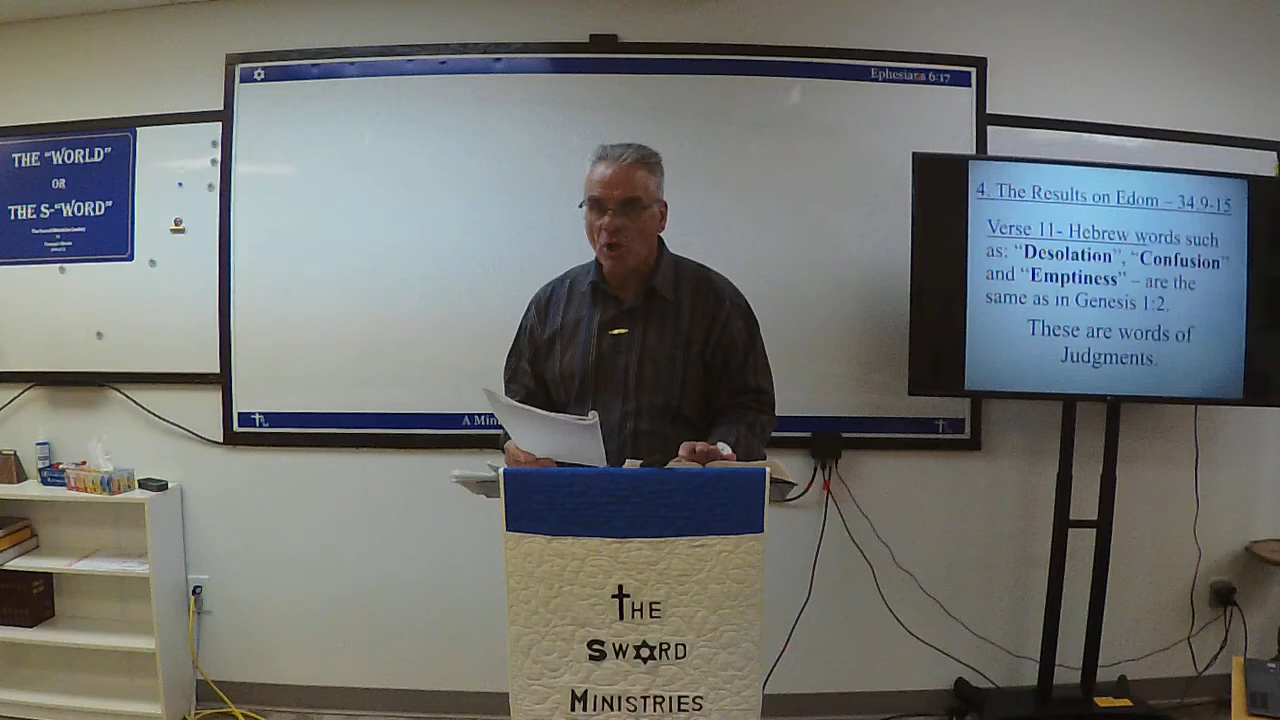 Ephesians 6:17
THE "WORLD"
OR
THE S-"WORD"
4. The Results on Edom – 34:9-15
Verse 11- Hebrew words such
as: "Desolation", "Confusion"
and "Emptiness" – are the
same as in Genesis 1:2.
These are words of
Judgments.
A Min
THE
SWORD
MINISTRIES